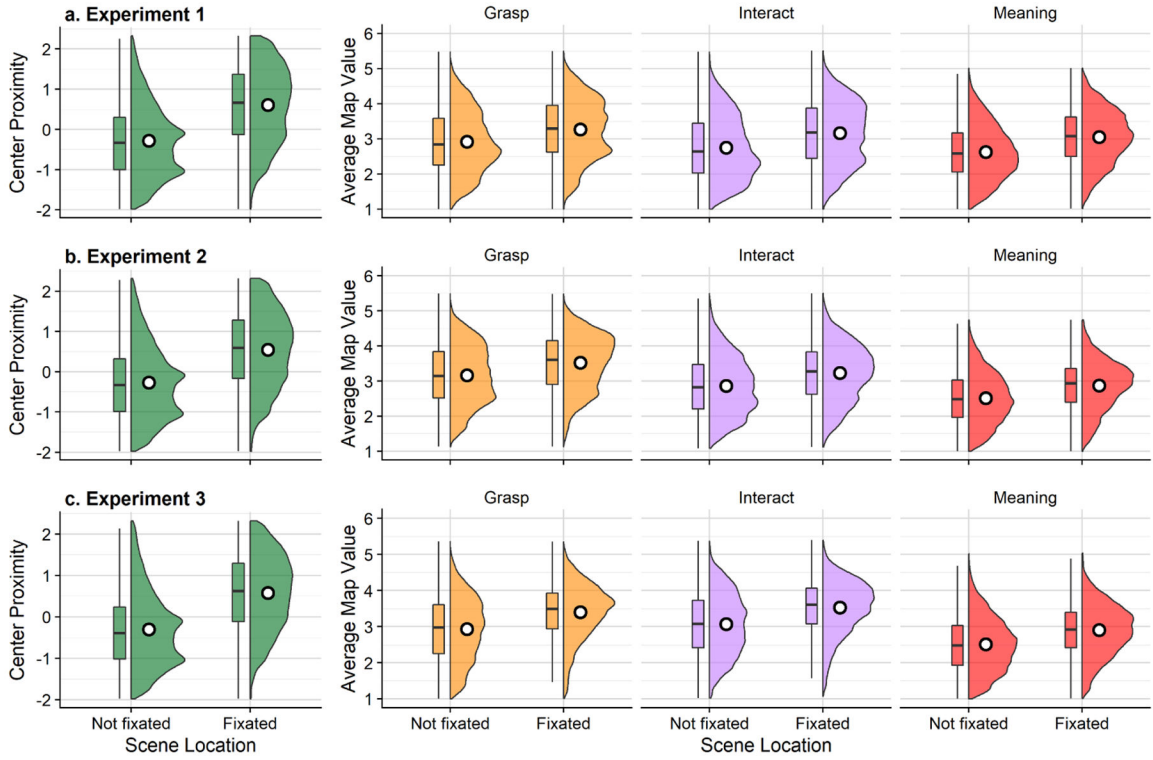 a. Experiment 1
Grasp
Interact
Meaning
Center Proximity
2
1
0
-1
-2
Average Map Value
6
5
4
3
2
1
b. Experiment 2
Grasp
Interact
Meaning
Center Proximity
2
1
0
-1
-2
Average Map Value
6
5
4
3
2
1
c. Experiment 3
Grasp
Interact
Meaning
Center Proximity
2
1
0
-1
-2
Average Map Value
6
5
4
3
2
1
Not fixated Fixated
Scene Location
Not fixated Fixated Not fixated Fixated Not fixated Fixated
Scene Location